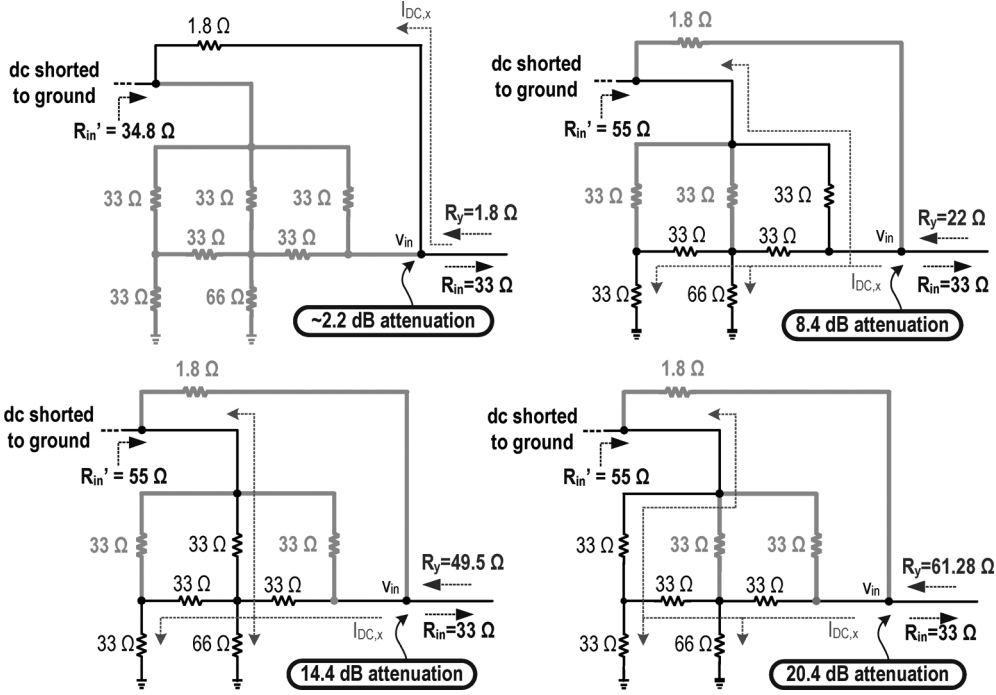 I_DC,x
1.8 Ω
dc shorted
to ground
R_in' = 34.8 Ω
33 Ω
33 Ω
33 Ω
R_y=1.8 Ω
33 Ω
33 Ω
v_in
R_in=33 Ω
33 Ω
66 Ω
~2.2 dB attenuation
1.8 Ω
dc shorted
to ground
R_in' = 55 Ω
33 Ω
33 Ω
33 Ω
R_y=22 Ω
33 Ω
33 Ω
v_in
R_in=33 Ω
I_DC,x
33 Ω
66 Ω
8.4 dB attenuation
1.8 Ω
dc shorted
to ground
R_in' = 55 Ω
33 Ω
33 Ω
33 Ω
R_y=49.5 Ω
33 Ω
33 Ω
v_in
R_in=33 Ω
I_DC,x
33 Ω
66 Ω
14.4 dB attenuation
1.8 Ω
dc shorted
to ground
R_in' = 55 Ω
33 Ω
33 Ω
33 Ω
R_y=61.28 Ω
33 Ω
33 Ω
v_in
R_in=33 Ω
I_DC,x
33 Ω
66 Ω
20.4 dB attenuation